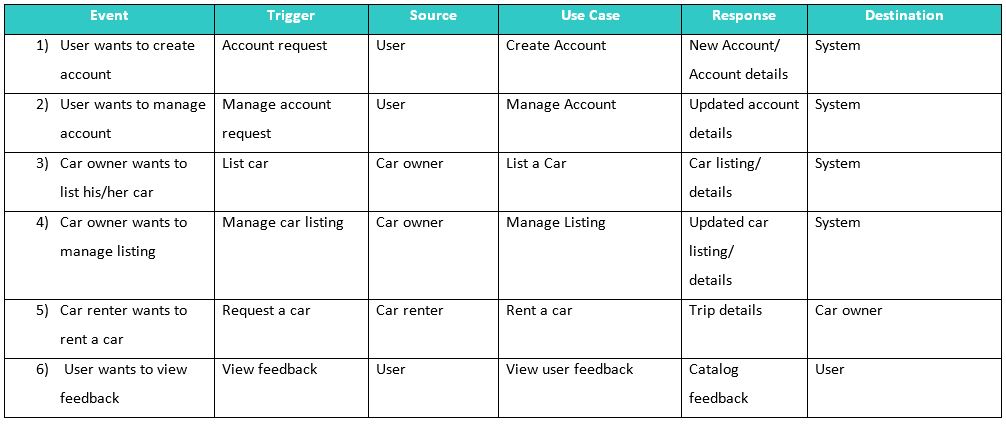 Event Trigger Source Use Case Response Destination
1) User wants to create account Account request User Create Account New Account/ Account details System
2) User wants to manage account Manage account request User Manage Account Updated account details System
3) Car owner wants to list his/her car List car Car owner List a Car Car listing/ details System
4) Car owner wants to manage listing Manage car listing Car owner Manage Listing Updated car listing/ details System
5) Car renter wants to rent a car Request a car Car renter Rent a car Trip details Car owner
6) User wants to view feedback View feedback User View user feedback Catalog feedback User